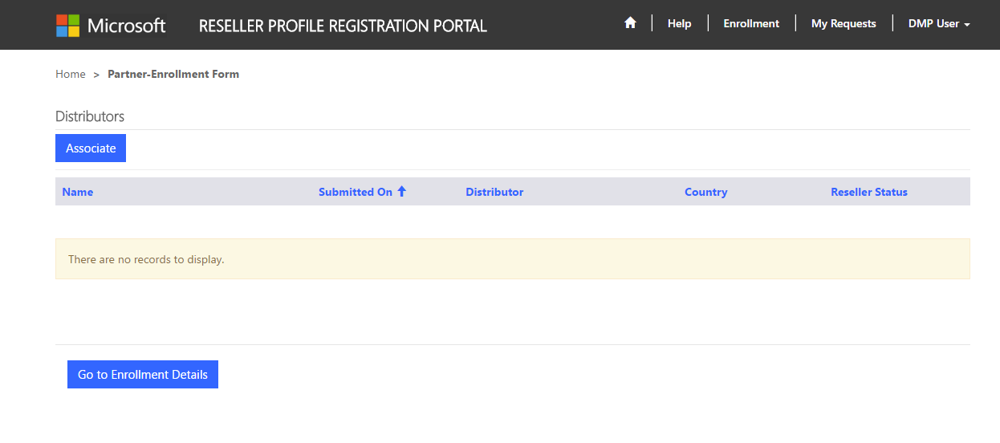 Microsoft RESELLER PROFILE REGISTRATION PORTAL Help Enrollment My Requests DMP User
Home > Partner-Enrollment Form
Distributors
Associate
Name Submitted On Distributor Country Reseller Status
There are no records to display.
Go to Enrollment Details